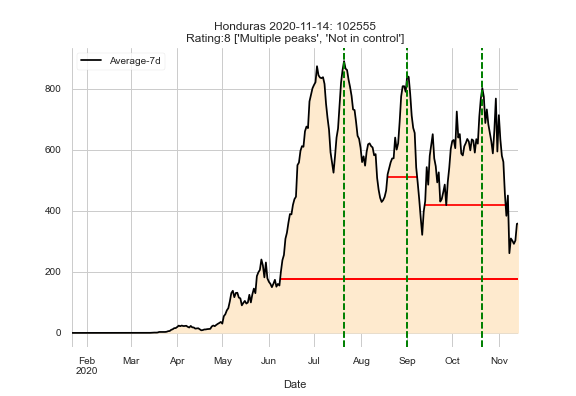 Honduras 2020-11-14: 102555
Rating:8 ['Multiple peaks', 'Not in control']
Average-7d
800
600
400
200
0
Feb Mar Apr May Jun Jul Aug Sep Oct Nov
2020
Date